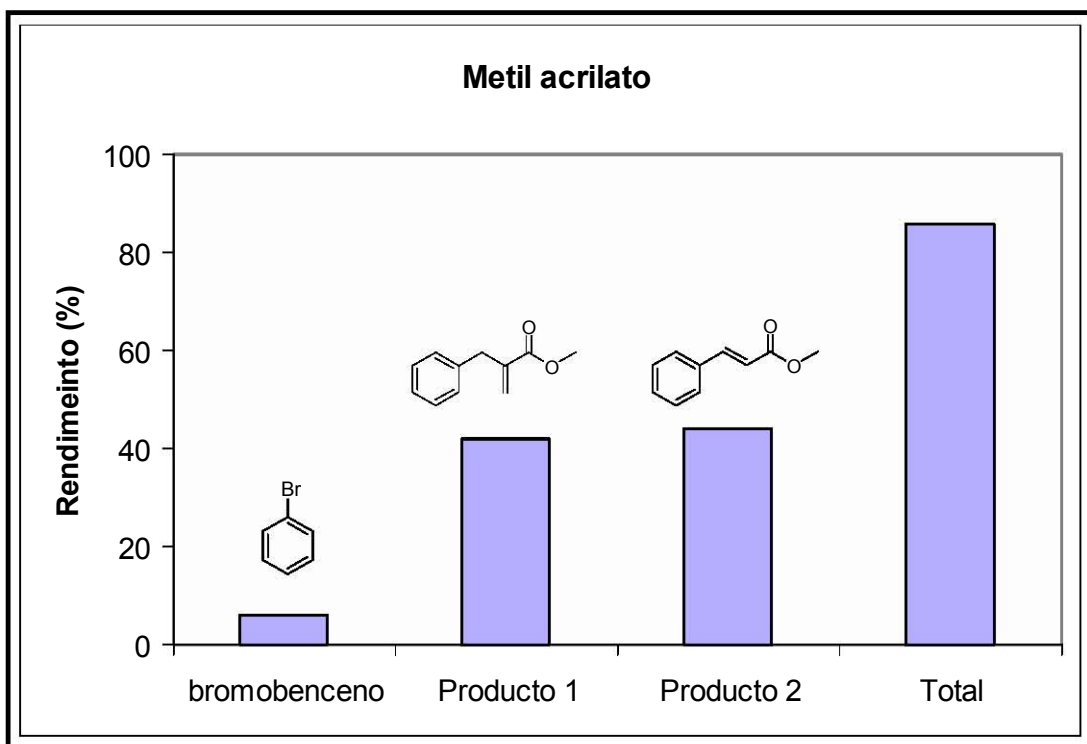 Metil acrilato
Rendimeinto (%)
100
80
60
40
20
0
Br
O
O
O
O
bromobenceno
Producto 1
Producto 2
Total